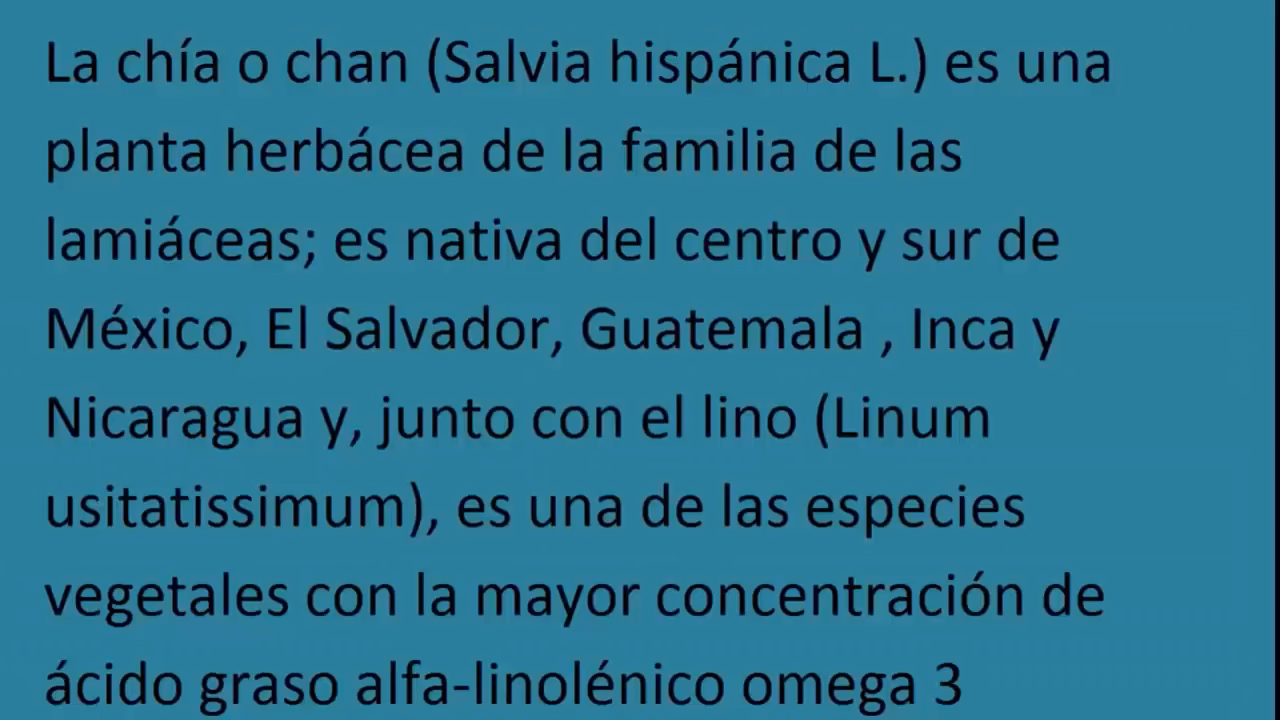 La chía o chan (Salvia hispánica L.) es una
planta herbácea de la familia de las
lamiáceas; es nativa del centro y sur de
México, El Salvador, Guatemala , Inca y
Nicaragua y, junto con el lino (Linum
usitatissimum), es una de las especies
vegetales con la mayor concentración de
ácido graso alfa-linolénico omega 3